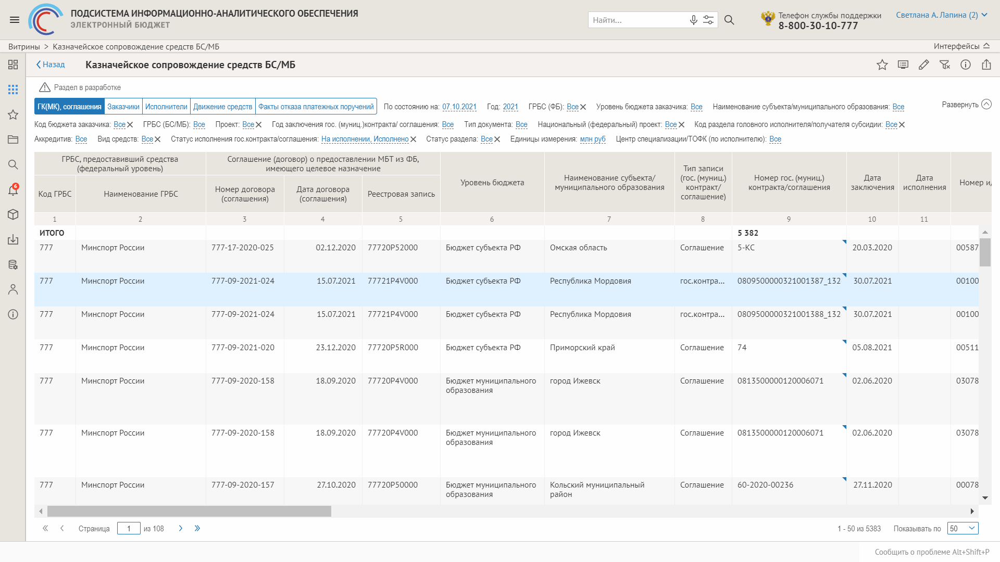 ПОДСИСТЕМА ИНФОРМАЦИОННО-АНАЛИТИЧЕСКОГО ОБЕСПЕЧЕНИЯ
ЭЛЕКТРОННЫЙ БЮДЖЕТ
Найти...
Телефон службы поддержки
8-800-30-10-777
Светлана А. Лапина (2)
Витрины > Казначейское сопровождение средств БС/МБ
Интерфейсы
Назад
Казначейское сопровождение средств БС/МБ
6
Раздел в разработке
ГК(МК), соглашения Заказчики Исполнители Движение средств Факты отказа платежных поручений По состоянию на: 07.10.2021 Год: 2021 ГРБС (ФБ): Все Уровень бюджета заказчика: Все Наименование субъекта/муниципального образования: Все Развернуть
Код бюджета заказчика: Все ГРБС (БС/МБ): Все Проект: Все Год заключения гос. (муниц.)контракта/ соглашения: Все Тип документа: Все Национальный (федеральный) проект: Все Код раздела головного исполнителя/получателя субсидии: Все
Аккредитив: Все Вид средств: Все Статус исполнения гос.контракта/соглашения: На исполнении, Исполнено Статус раздела: Все Единицы измерения: млн руб Центр специализации/ТОФК (по исполнителю): Все
ГРБС, предоставивший средства
(федеральный уровень)
Соглашение (договор) о предоставлении МБТ из ФБ,
имеющего целевое назначение
Код ГРБС
Наименование ГРБС
Номер договора
(соглашения)
Дата договора
(соглашения)
Реестровая запись
Уровень бюджета
Наименование субъекта/
муниципального образования
Тип записи
(гос. (муниц.)
контракт/
соглашение)
Номер гос. (муниц.)
контракта/соглашения
Дата
заключения
Дата
исполнения
Номер ид
1 2 3 4 5 6 7 8 9 10 11
ИТОГО 5 382
777 Минспорт России 777-17-2020-025 02.12.2020 77720P52000 Бюджет субъекта РФ Омская область Соглашение 5-КС 20.03.2020 00587
777 Минспорт России 777-09-2021-024 15.07.2021 77721P4V000 Бюджет субъекта РФ Республика Мордовия гос.контра... 0809500000321001387_132 30.07.2021 00100
777 Минспорт России 777-09-2021-024 15.07.2021 77721P4V000 Бюджет субъекта РФ Республика Мордовия гос.контра... 0809500000321001388_132 30.07.2021 00100
777 Минспорт России 777-09-2021-020 23.12.2020 77720P5R000 Бюджет субъекта РФ Приморский край Соглашение 74 05.08.2021 00511
777 Минспорт России 777-09-2020-158 18.09.2020 77720P4V000 Бюджет муниципального город Ижевск Соглашение 0813500000120006071 02.06.2020 03078
образования
777 Минспорт России 777-09-2020-158 18.09.2020 77720P4V000 Бюджет муниципального город Ижевск Соглашение 0813500000120006071 02.06.2020 03078
образования
777 Минспорт России 777-09-2020-157 27.10.2020 77720P50000 Бюджет муниципального Кольский муниципальный Соглашение 60-2020-00236 27.11.2020 00078
образования район
Страница 1 из 108
1 - 50 из 5383 Показывать по 50
Сообщить о проблеме Alt+Shift+P